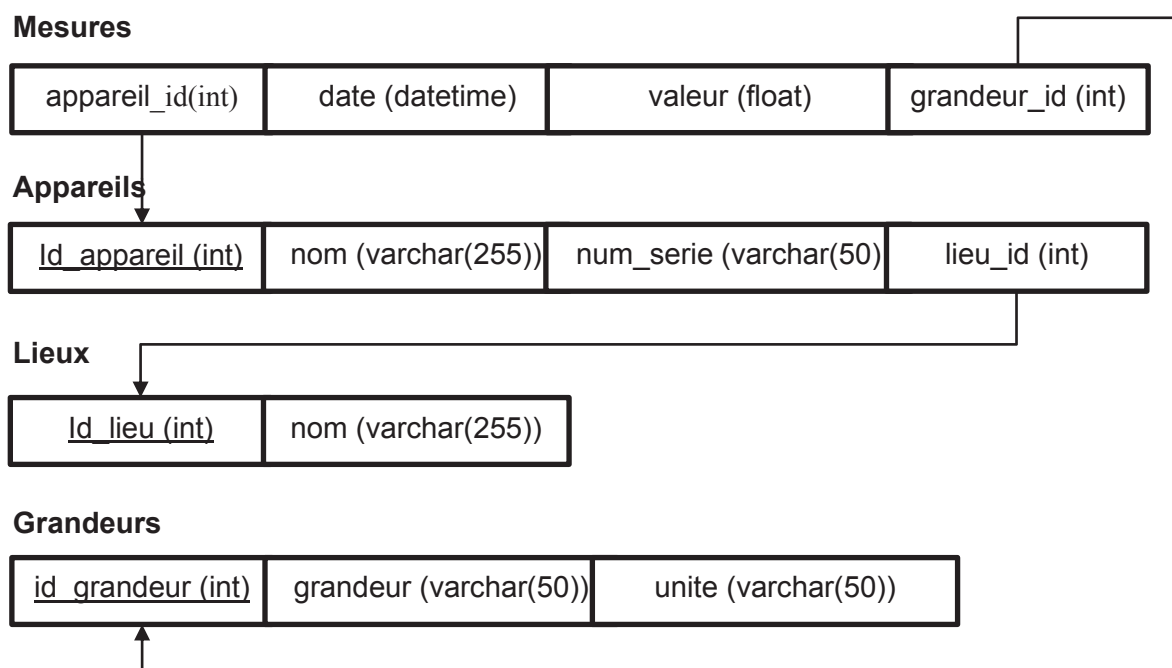 Mesures
appareil_id(int) date (datetime) valeur (float) grandeur_id (int)
Appareils
Id_appareil (int) nom (varchar(255)) num_serie (varchar(50) lieu_id (int)
Lieux
Id_lieu (int) nom (varchar(255))
Grandeurs
id_grandeur (int) grandeur (varchar(50)) unite (varchar(50))